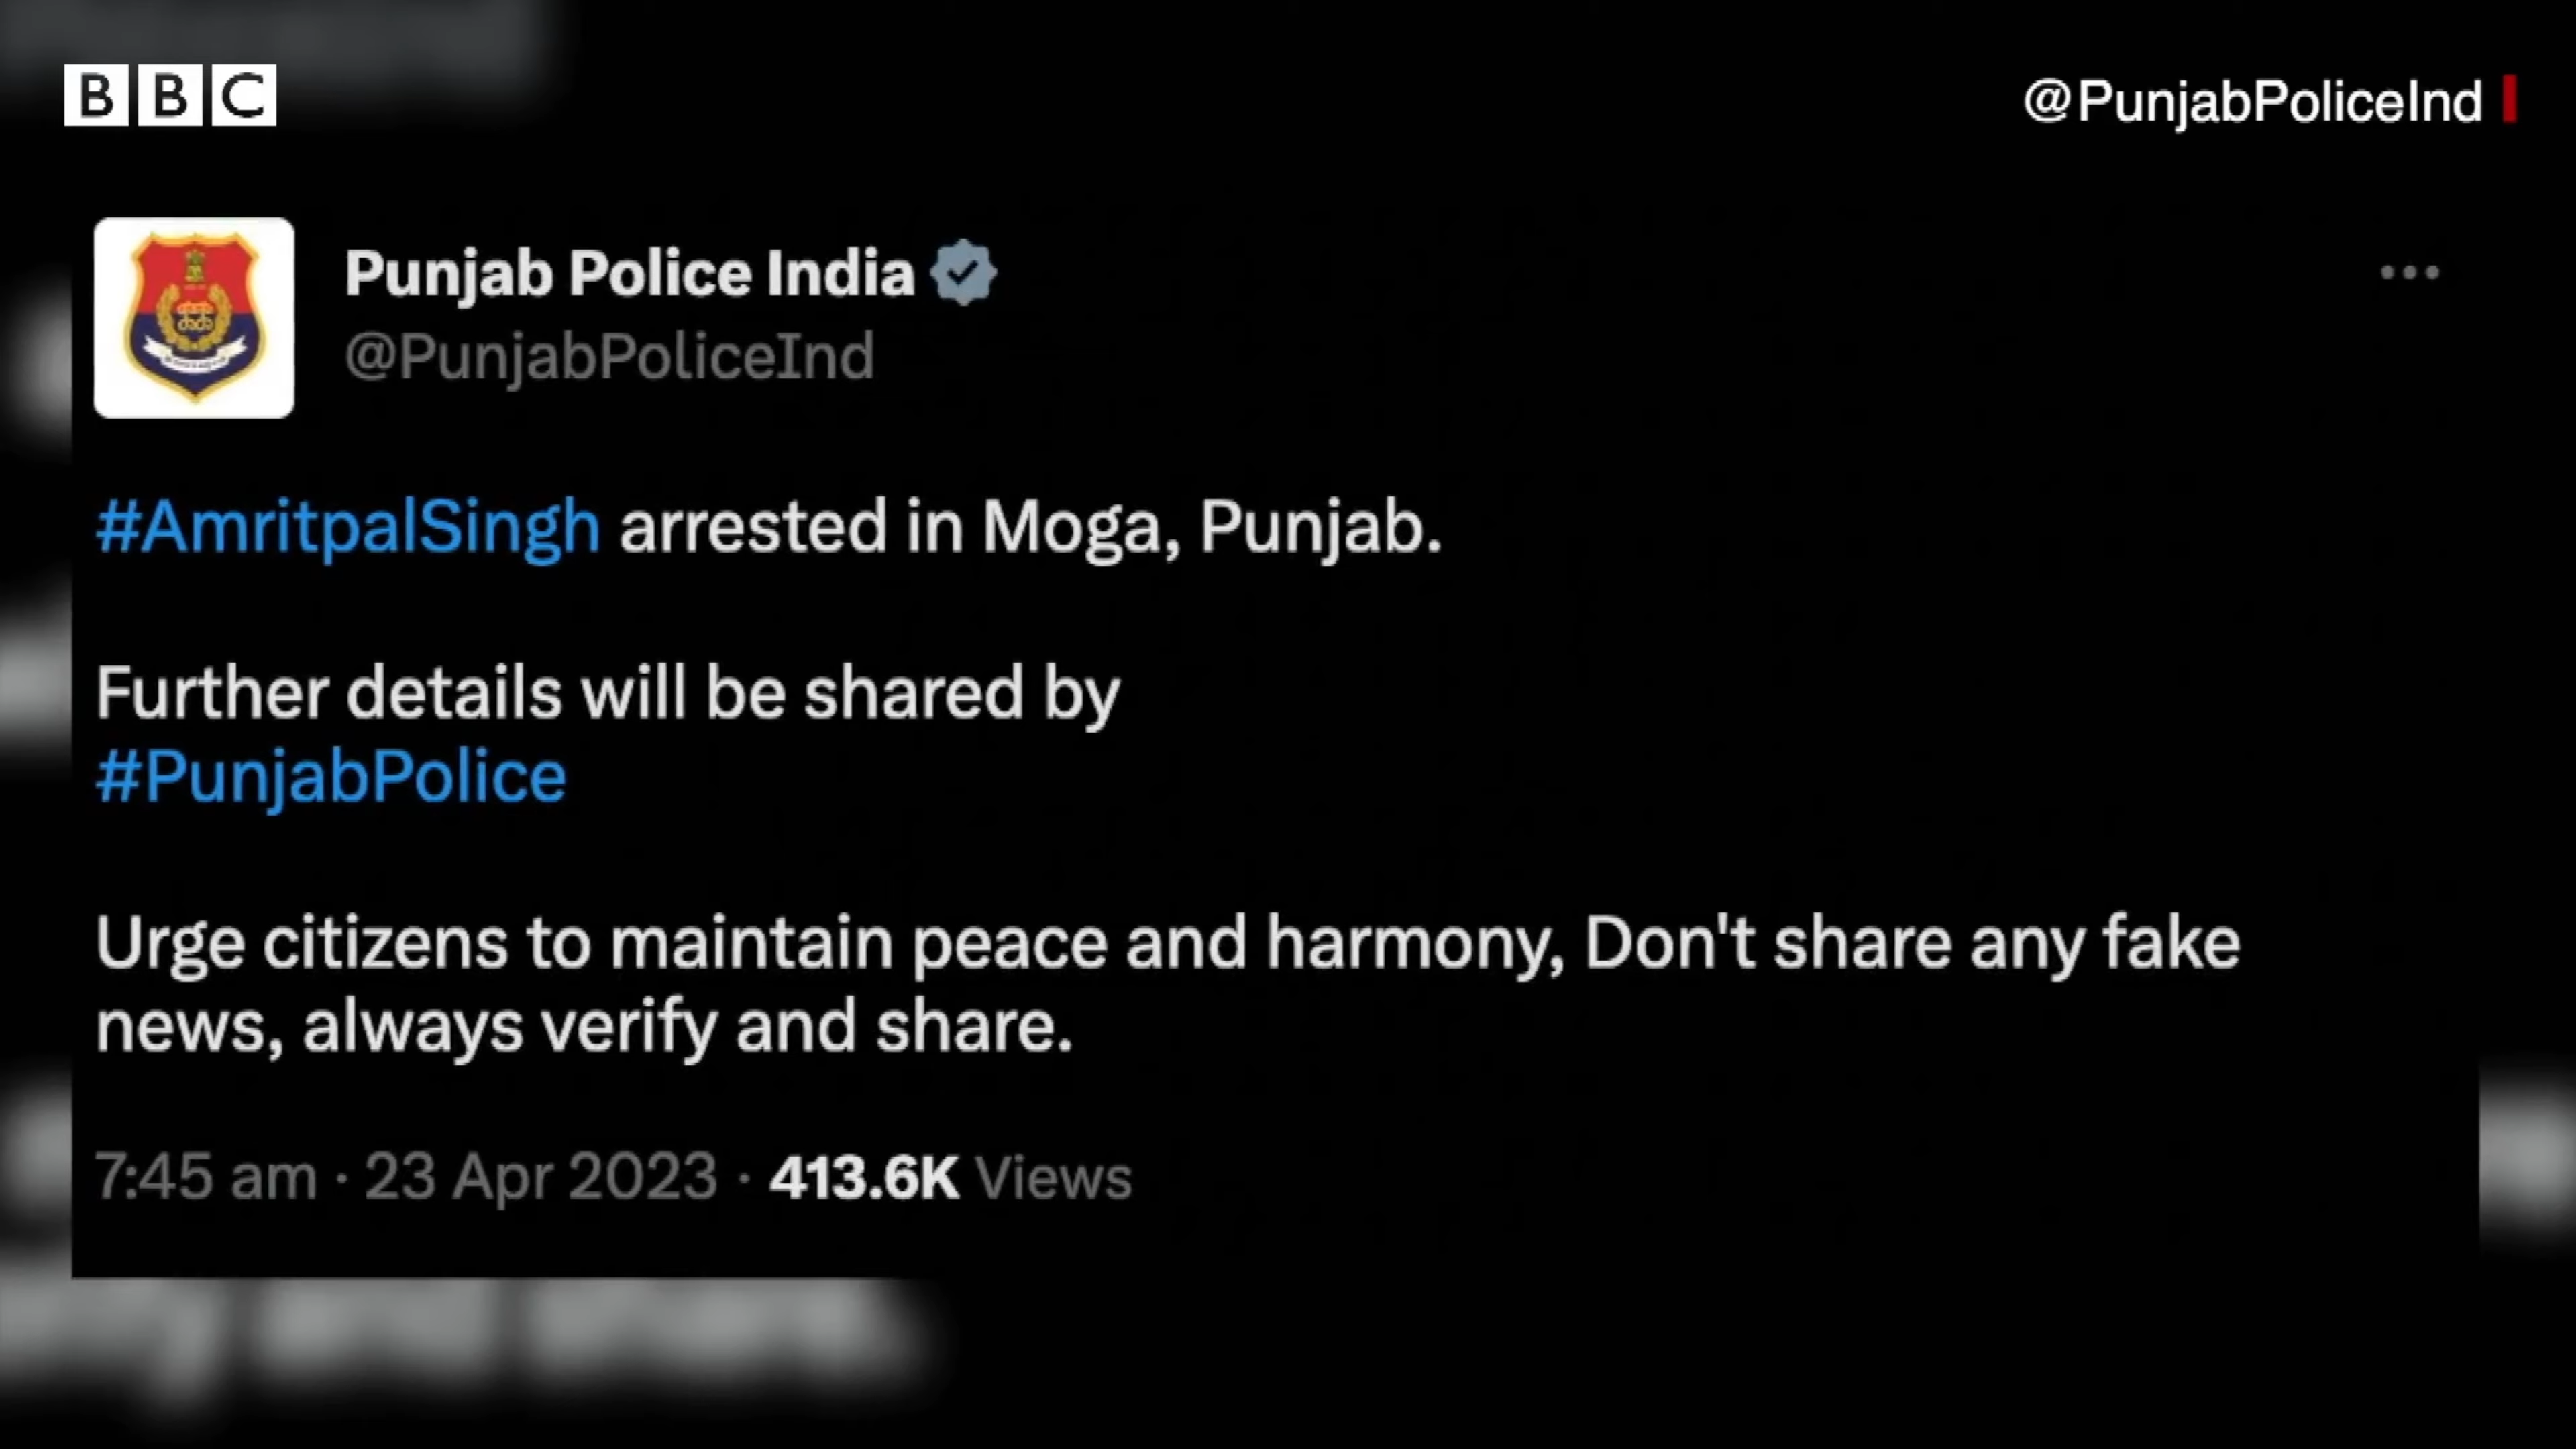 BBC
@PunjabPoliceInd
Punjab Police India
@PunjabPoliceInd
#AmritpalSingh arrested in Moga, Punjab.
Further details will be shared by
#PunjabPolice
Urge citizens to maintain peace and harmony, Don't share any fake
news, always verify and share.
7:45 am · 23 Apr 2023 · 413.6K Views